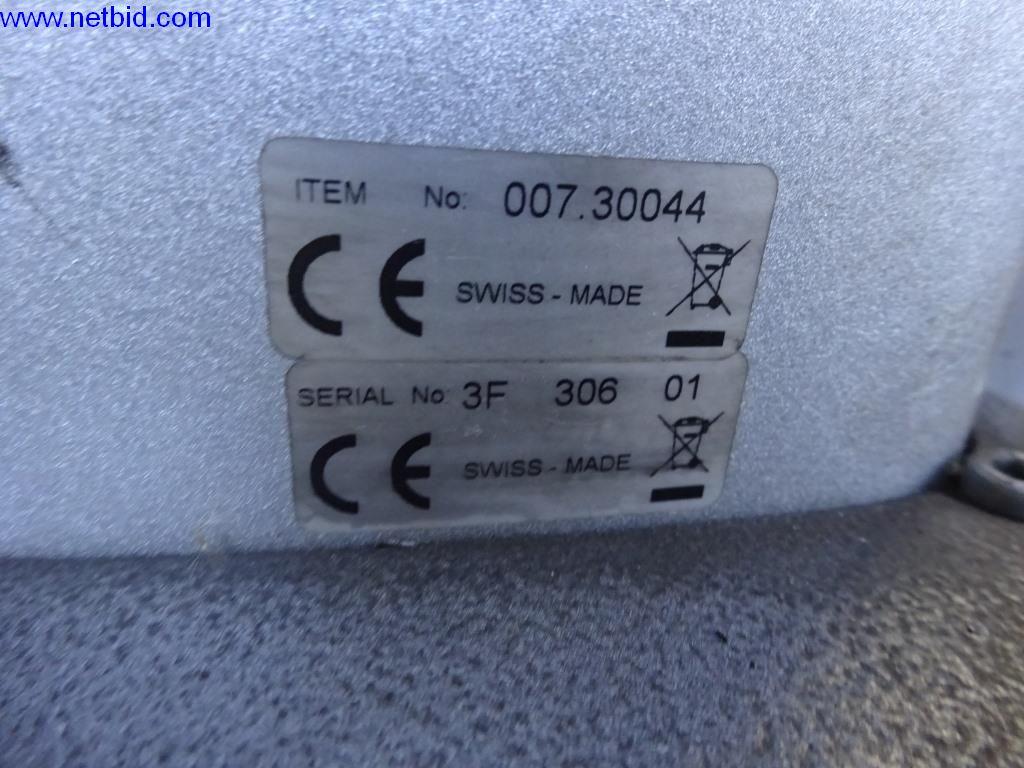 www.netbid.com
ITEM No: 007.30044
CE SWISS - MADE
SERIAL No: 3F 306 01
CE SWISS - MADE